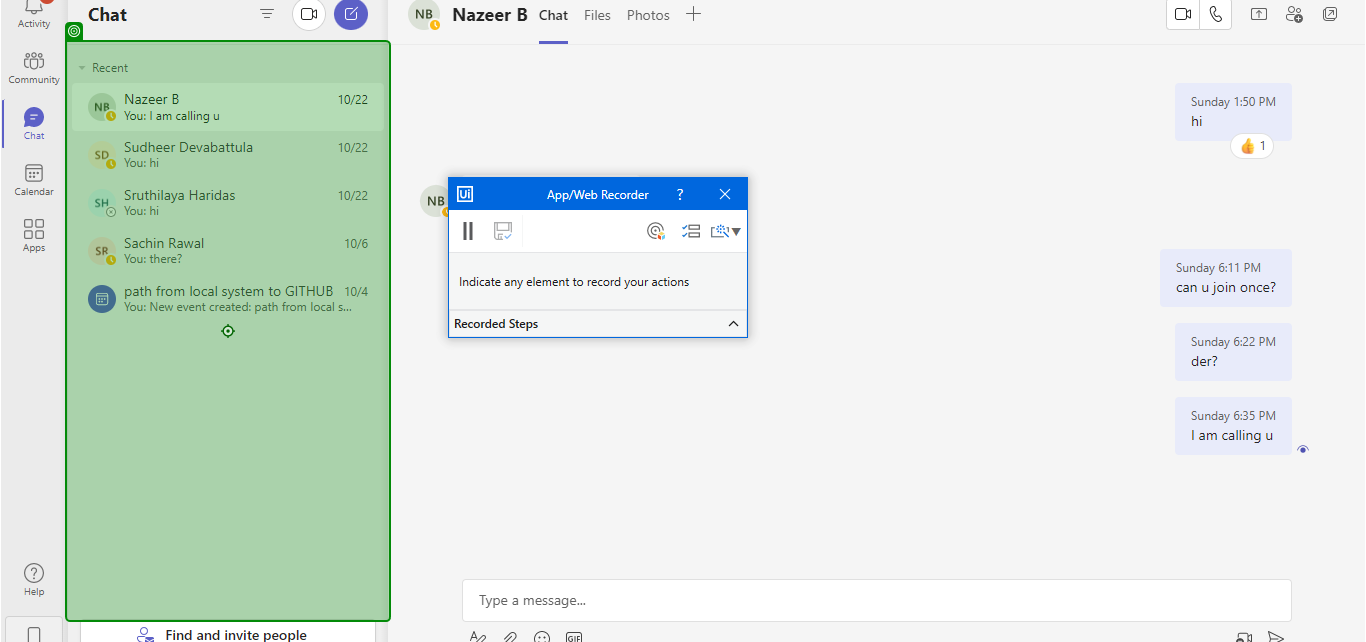 Activity
Community
Chat
Calendar
Apps
Help
Chat
Recent
NB
Nazeer B
10/22
You: I am calling u
SD
Sudheer Devabattula
10/22
You: hi
SH
Sruthilaya Haridas
10/22
You: hi
SR
Sachin Rawal
10/6
You: there?
path from local system to GITHUB
10/4
You: New event created: path from local s...
Find and invite people
NB
Nazeer B
Chat
Files
Photos
Sunday 1:50 PM
hi
👍 1
NB
Ui
App/Web Recorder
?
Indicate any element to record your actions
Recorded Steps
Sunday 6:11 PM
can u join once?
Sunday 6:22 PM
der?
Sunday 6:35 PM
I am calling u
Type a message...
GIF